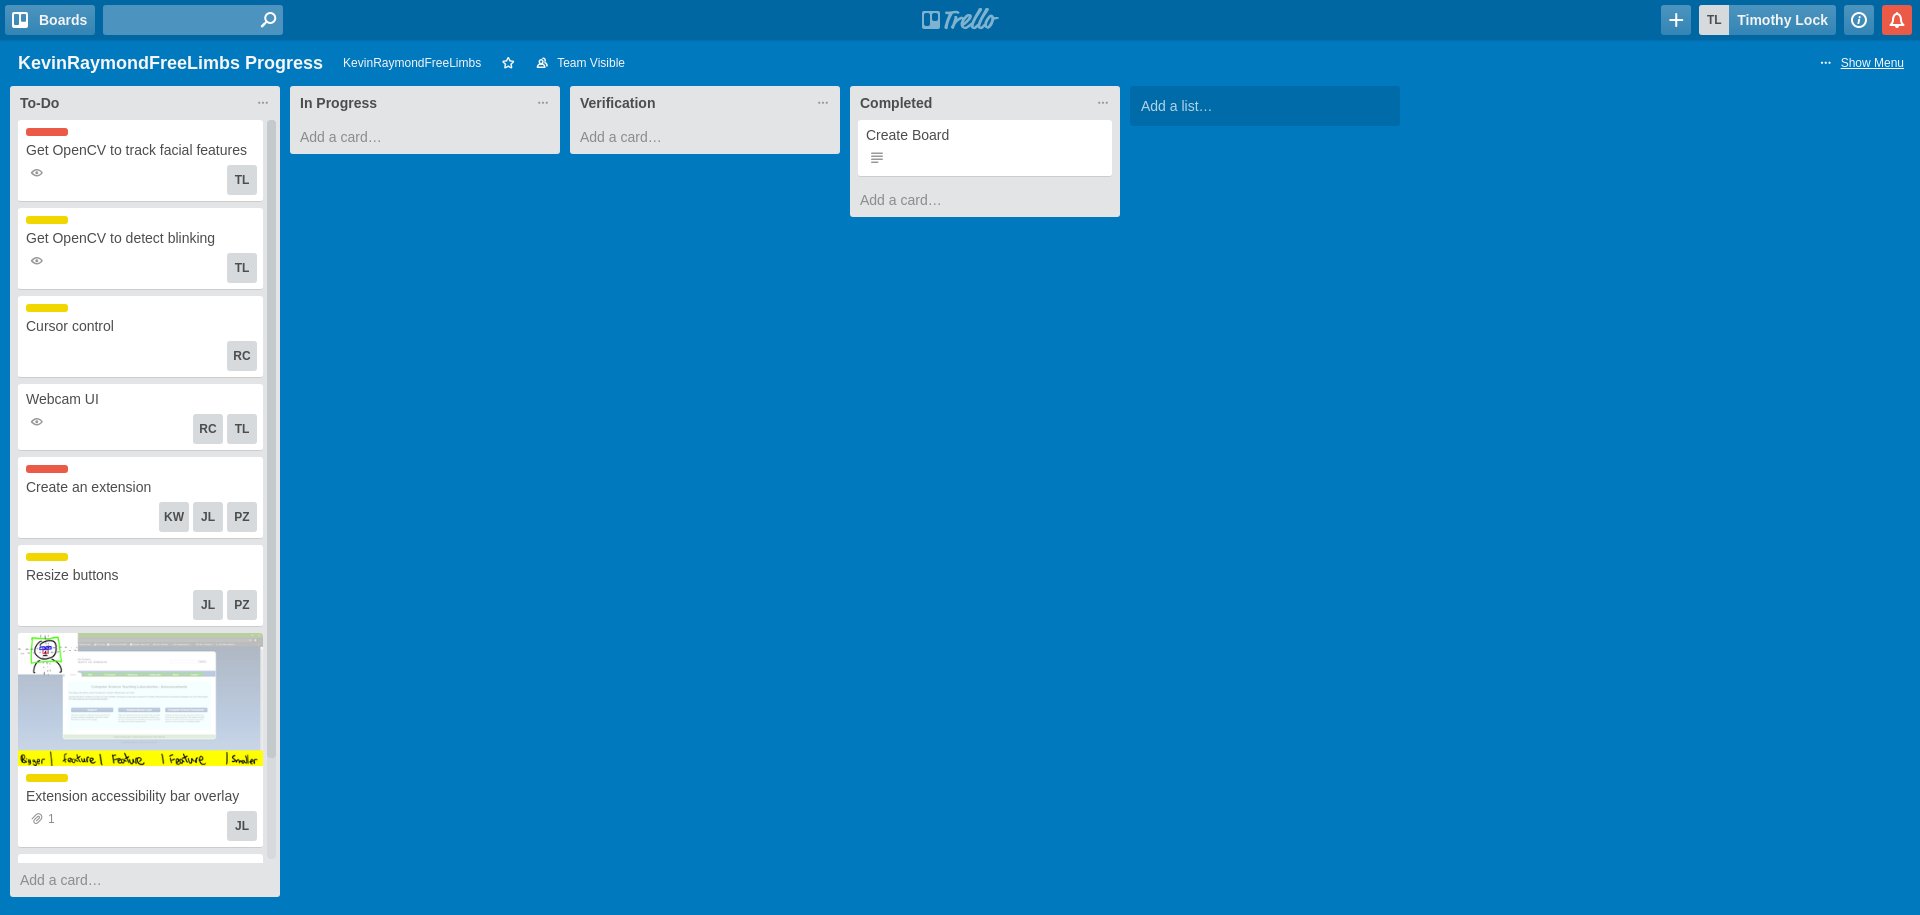 Boards
Trello
TL Timothy Lock
KevinRaymondFreeLimbs Progress KevinRaymondFreeLimbs Team Visible
Show Menu
To-Do
Get OpenCV to track facial features
TL
Get OpenCV to detect blinking
TL
Cursor control
RC
Webcam UI
RC TL
Create an extension
KW JL PZ
Resize buttons
JL PZ
Bigger | feature | Feature | Feature | Smaller
Extension accessibility bar overlay
1
JL
Add a card…
In Progress
Add a card…
Verification
Add a card…
Completed
Create Board
Add a card…
Add a list…